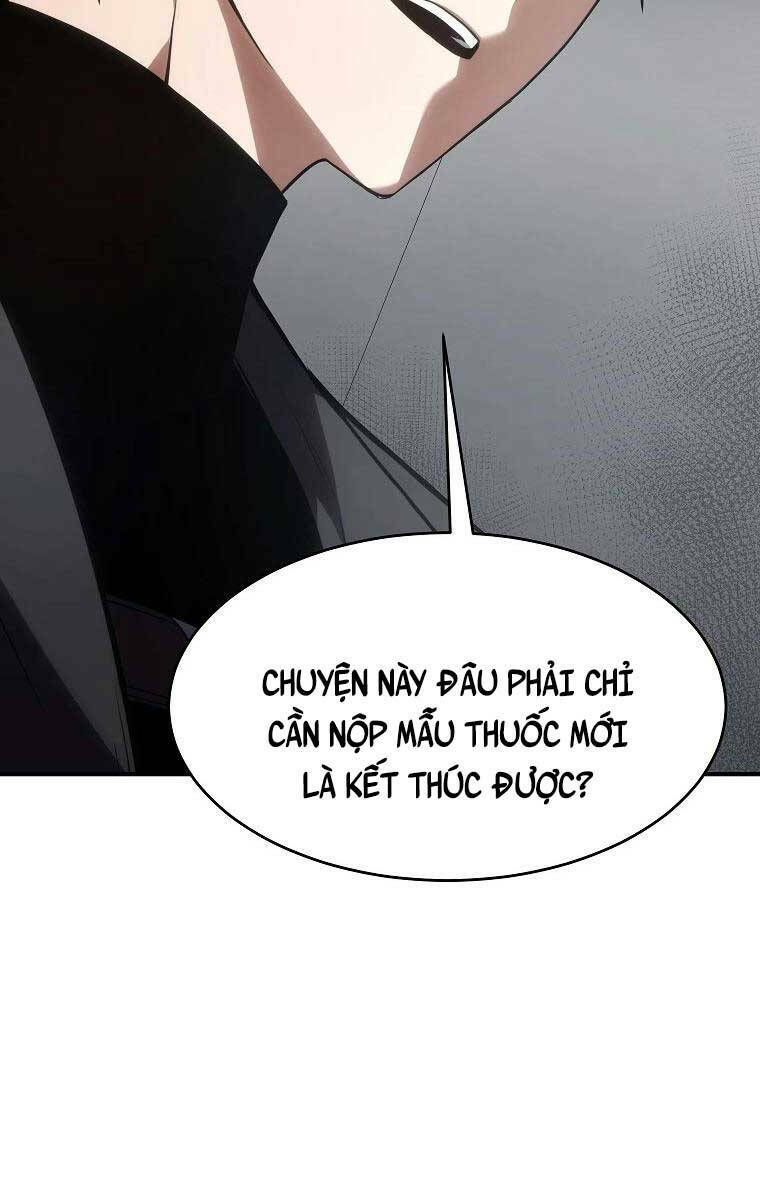 CHUYỆN NÀY ĐÂU PHẢI CHỈ
CẦN NỘP MẪU THUỐC MỚI
LÀ KẾT THÚC ĐƯỢC?